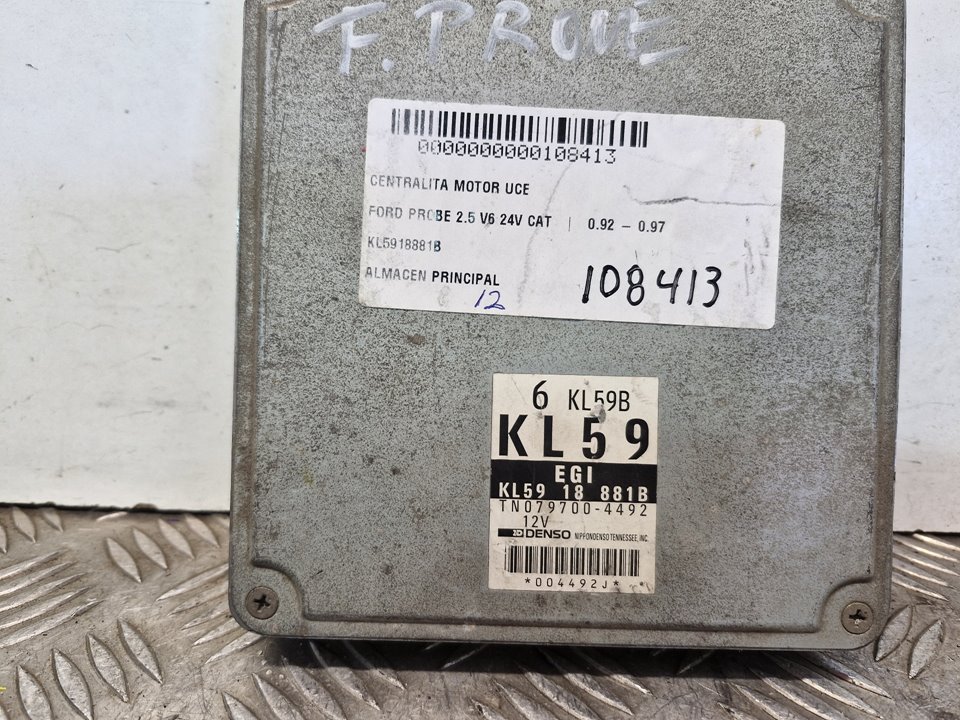 F. PROVE
0000000000108413
CENTRALITA MOTOR UCE
FORD PROBE 2.5 V6 24V CAT | 0.92 – 0.97
KL5918881B
ALMACEN PRINCIPAL
12
108413
6 KL59B
KL59
EGI
KL59 18 881B
TN079700-4492
12V
DENSO NIPPONDENSO TENNESSEE, INC.
*004492J*